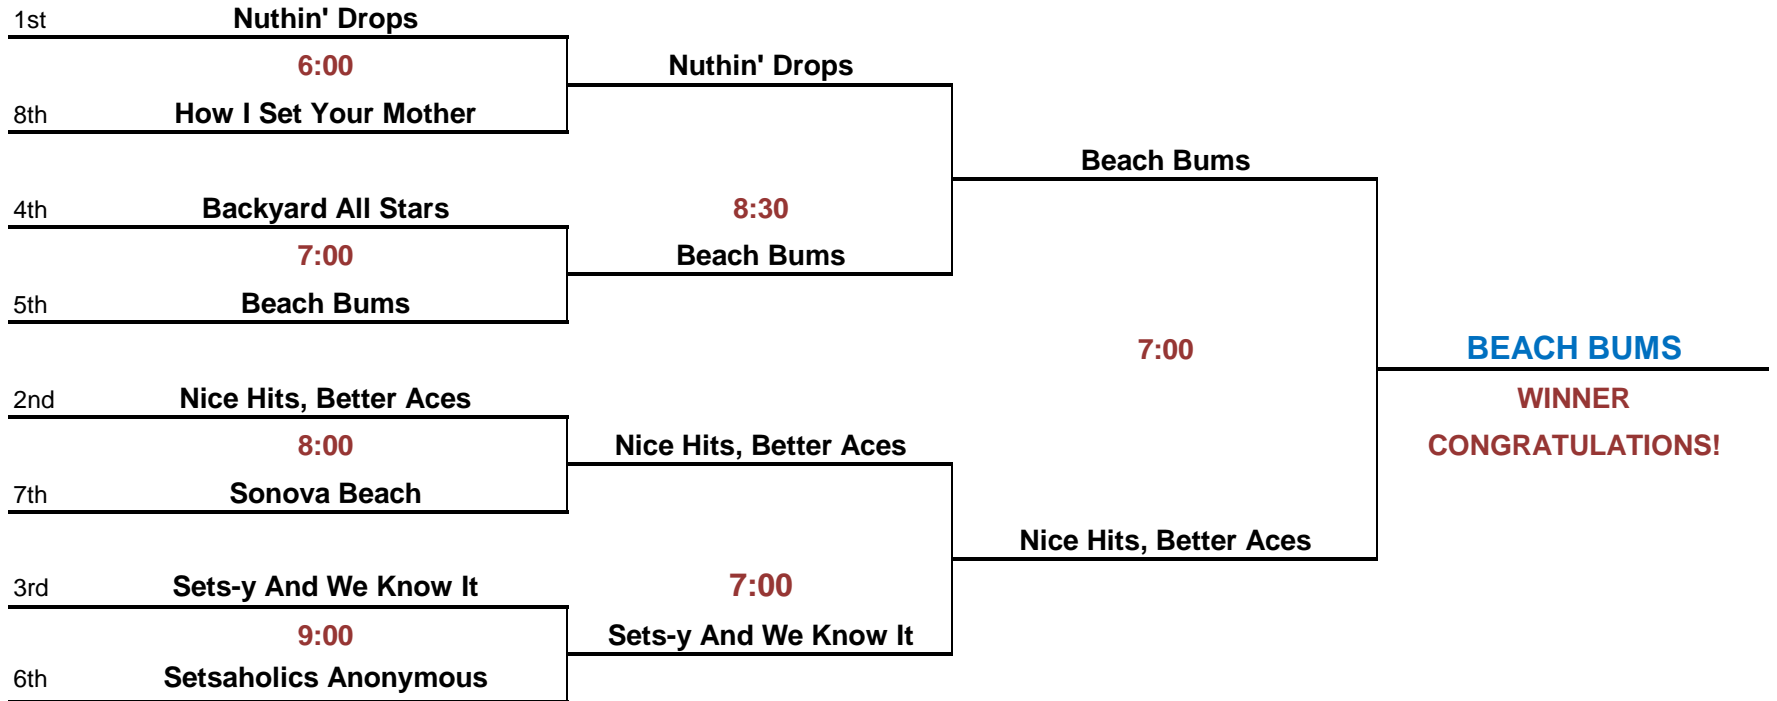 1st Nuthin' Drops
6:00 Nuthin' Drops
8th How I Set Your Mother
Beach Bums
4th Backyard All Stars 8:30
7:00 Beach Bums
5th Beach Bums
7:00 BEACH BUMS
2nd Nice Hits, Better Aces WINNER
8:00 Nice Hits, Better Aces CONGRATULATIONS!
7th Sonova Beach
Nice Hits, Better Aces
3rd Sets-y And We Know It 7:00
9:00 Sets-y And We Know It
6th Setsaholics Anonymous